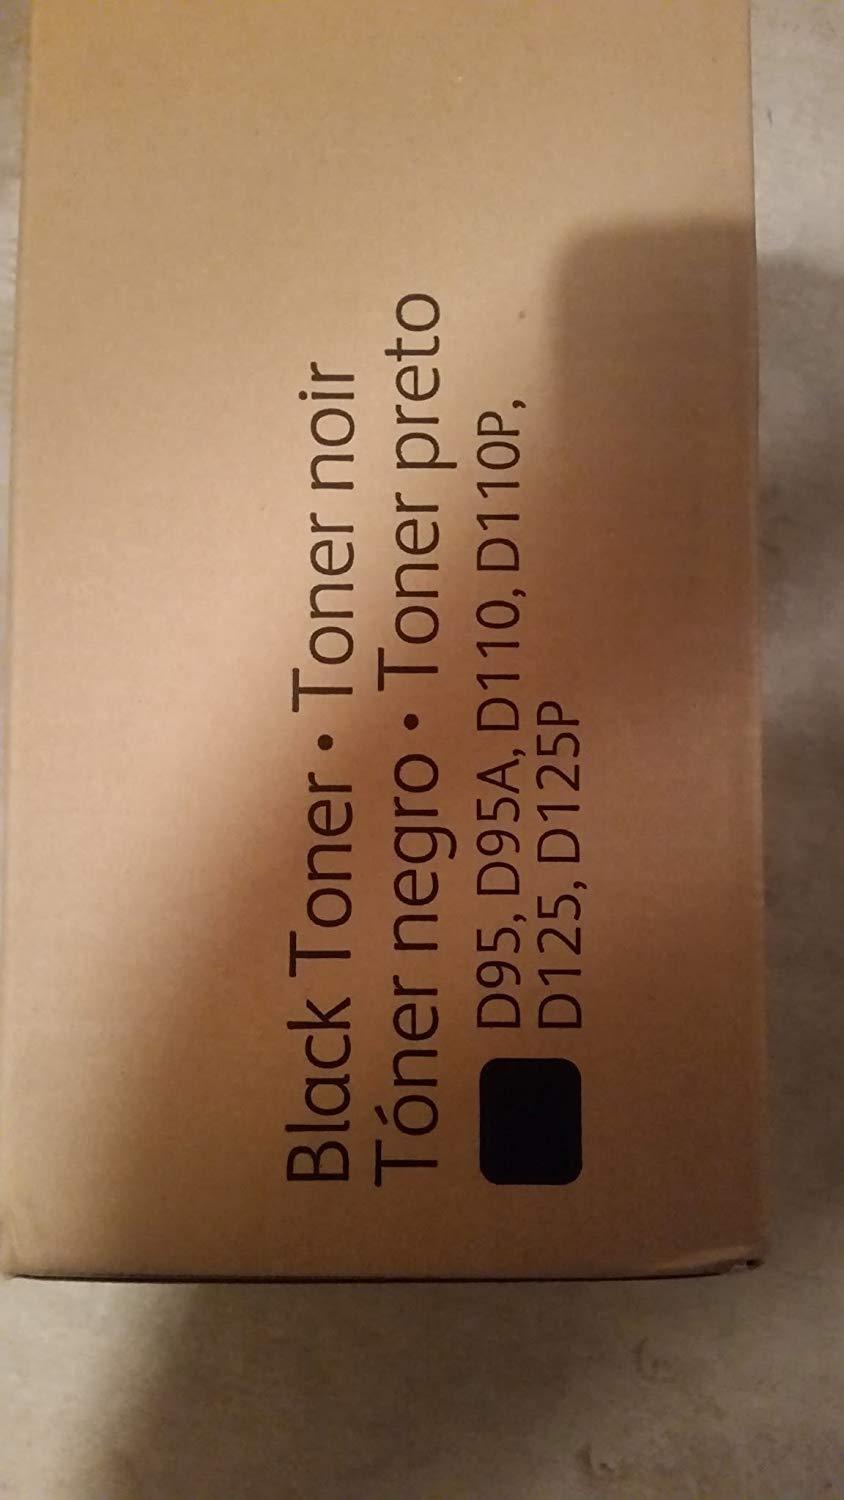 Black Toner • Toner noir
Tóner negro • Toner preto
D95, D95A, D110, D110P,
D125, D125P